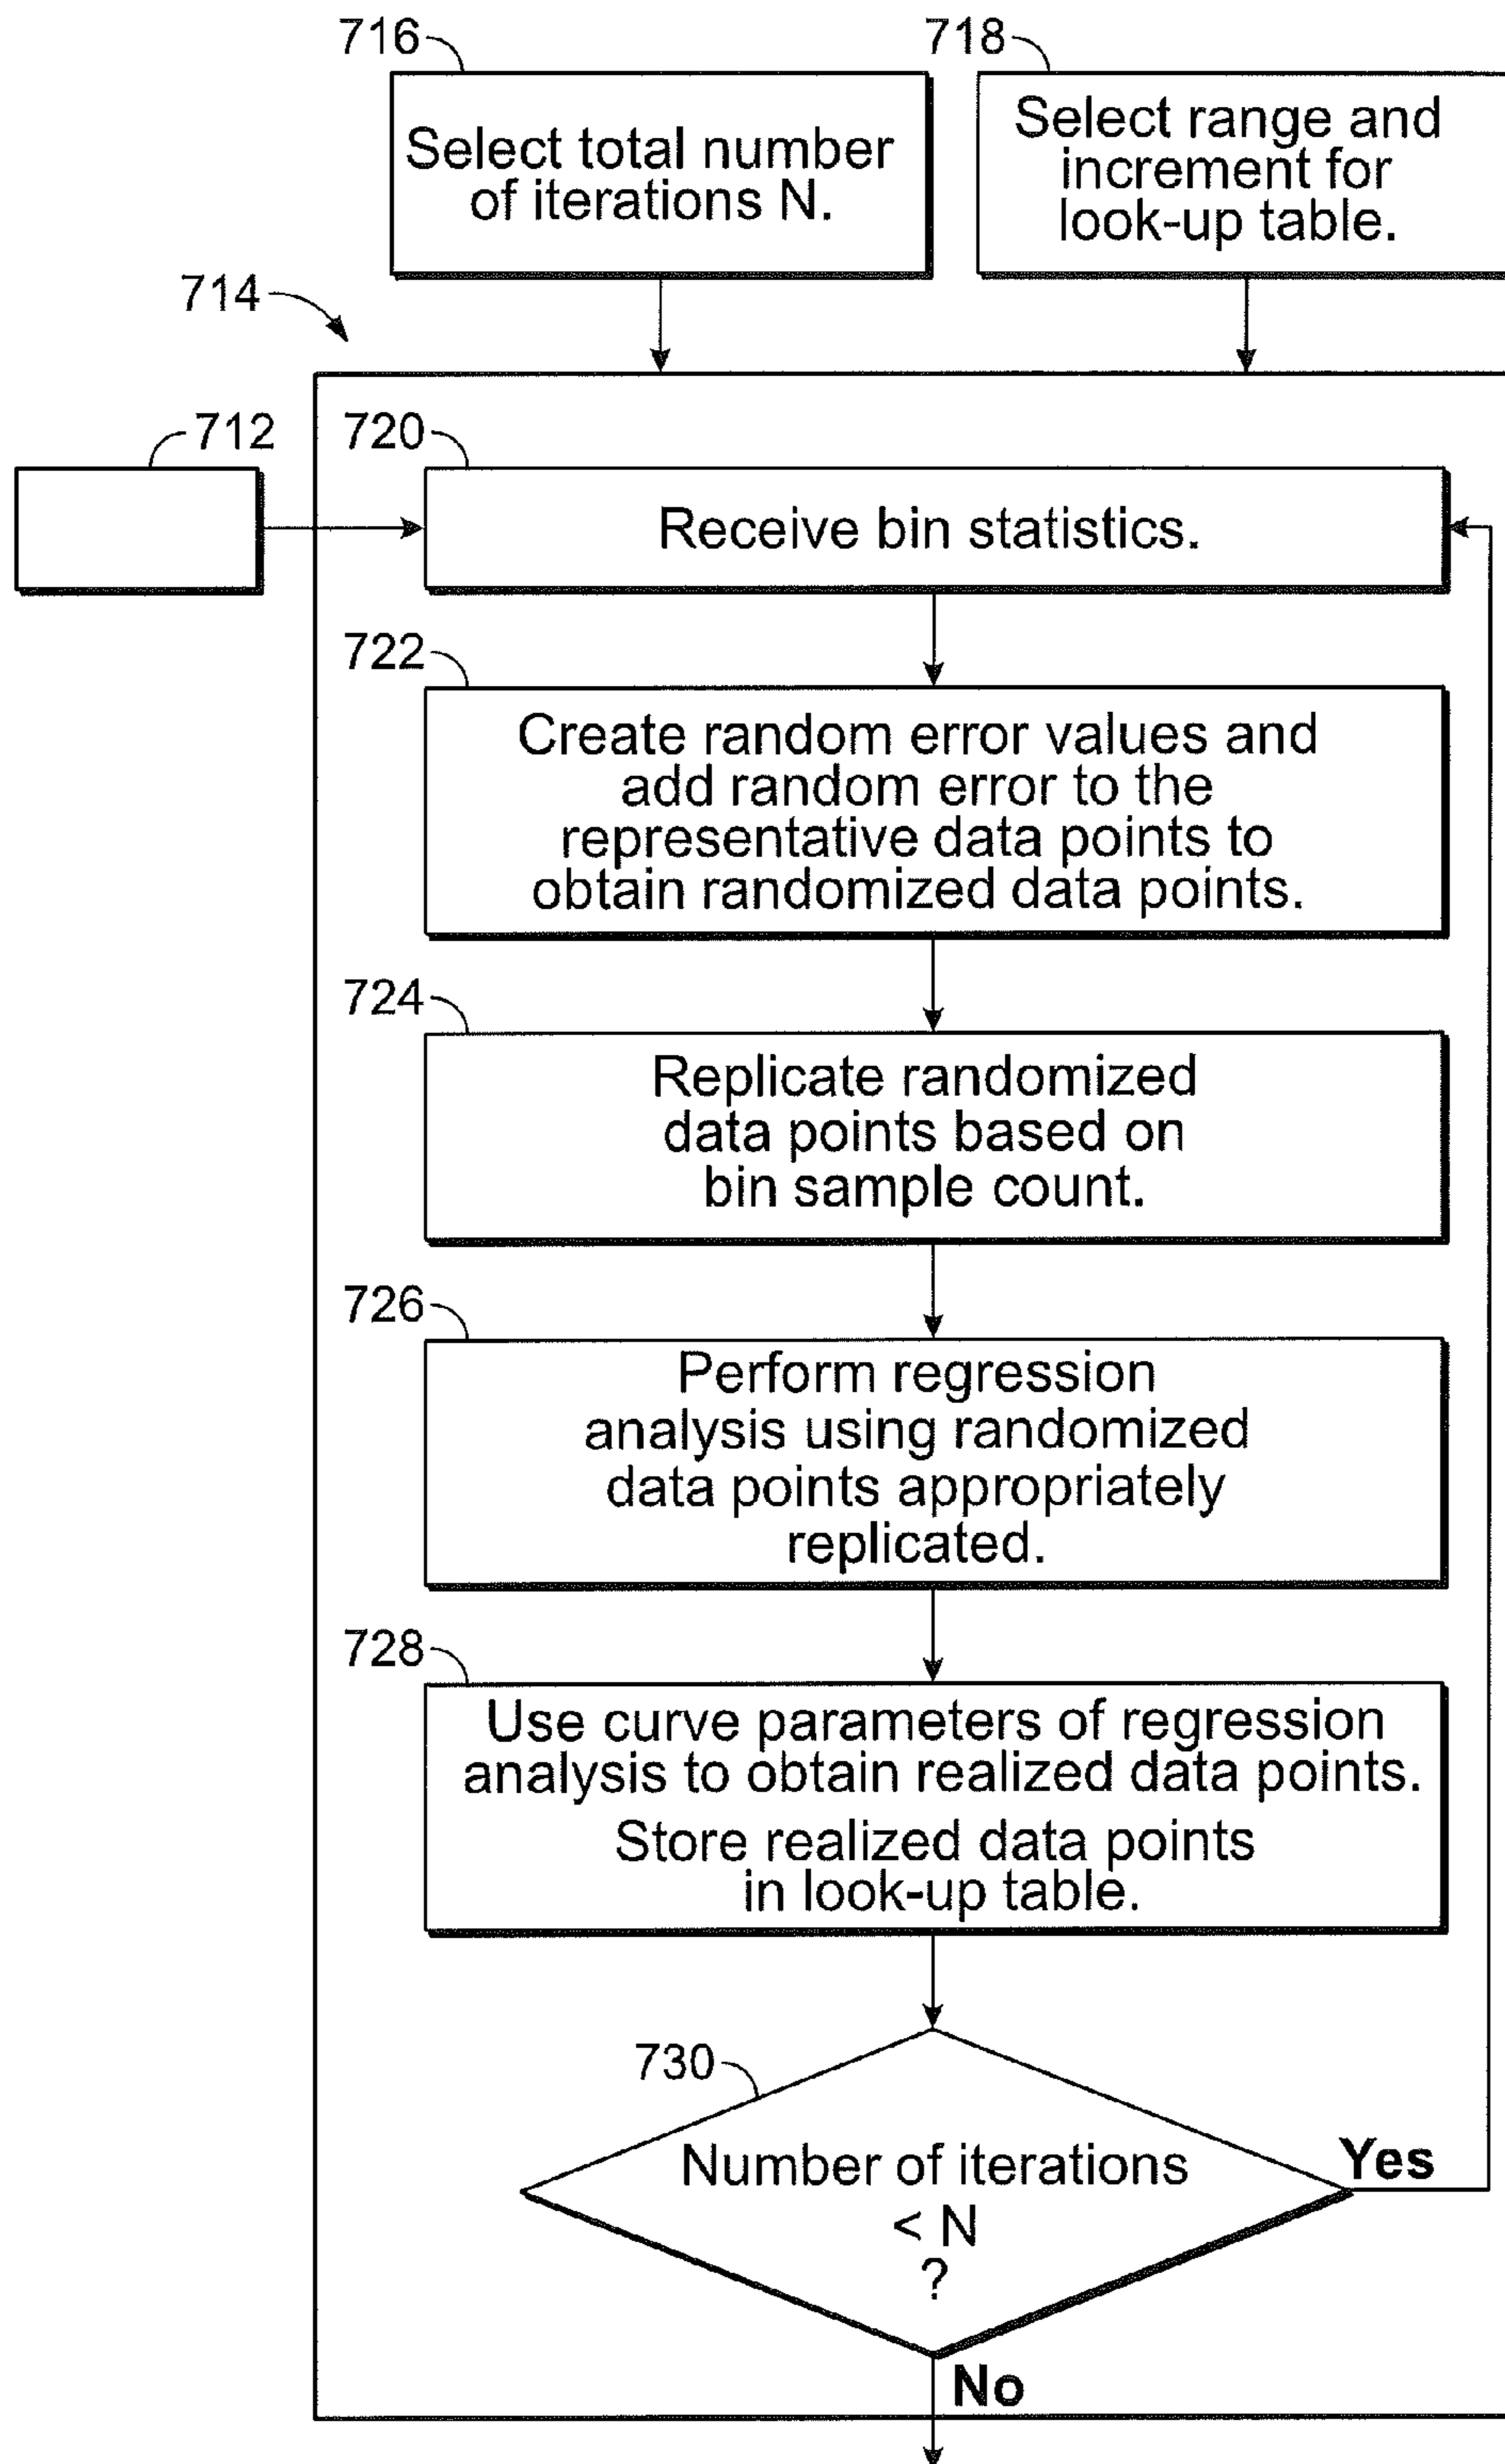 716
718
Select total number
of iterations N.
Select range and
increment for
look-up table.
714
712
720
Receive bin statistics.
722
Create random error values and
add random error to the
representative data points to
obtain randomized data points.
724
Replicate randomized
data points based on
bin sample count.
726
Perform regression
analysis using randomized
data points appropriately
replicated.
728
Use curve parameters of regression
analysis to obtain realized data points.
Store realized data points
in look-up table.
730
Number of iterations
< N
?
Yes
No